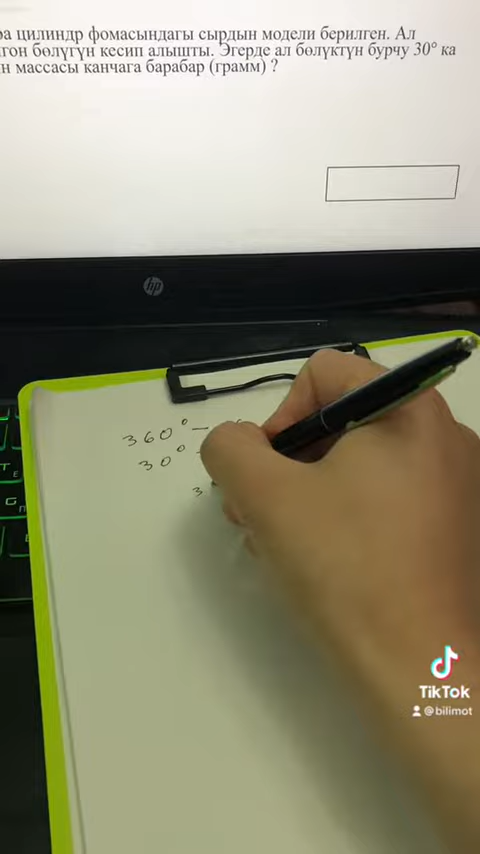 ра цилиндр фомасындагы сырдын модели берилген. Ал
гон бөлүгүн кесип алышты. Эгерде ал бөлүктүн бурчу 30° ка
н массасы канчага барабар (грамм) ?
hp
360° —
30°
3
TikTok
@bilimot